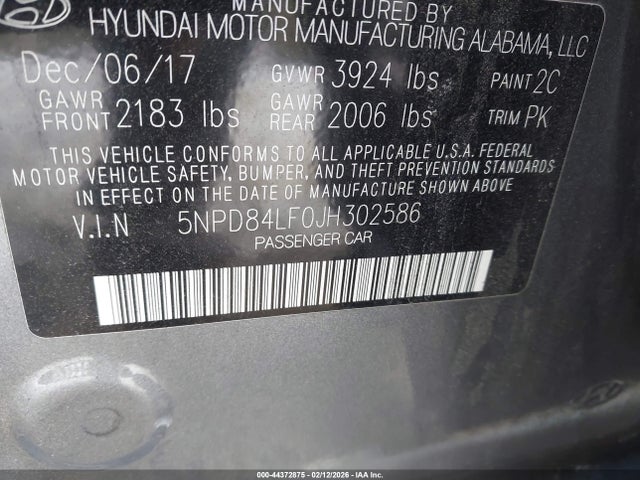 MANUFACTURED BY
HYUNDAI MOTOR MANUFACTURING ALABAMA, LLC
Dec/06/17 GVWR 3924 lbs PAINT 2C
GAWR FRONT 2183 lbs GAWR REAR 2006 lbs TRIM PK
THIS VEHICLE CONFORMS TO ALL APPLICABLE U.S.A. FEDERAL
MOTOR VEHICLE SAFETY, BUMPER, AND THEFT PREVENTION STANDARDS
IN EFFECT ON THE DATE OF MANUFACTURE SHOWN ABOVE.
V.I.N 5NPD84LF0JH302586
PASSENGER CAR
000-44372875 - 02/12/2026 - IAA Inc.